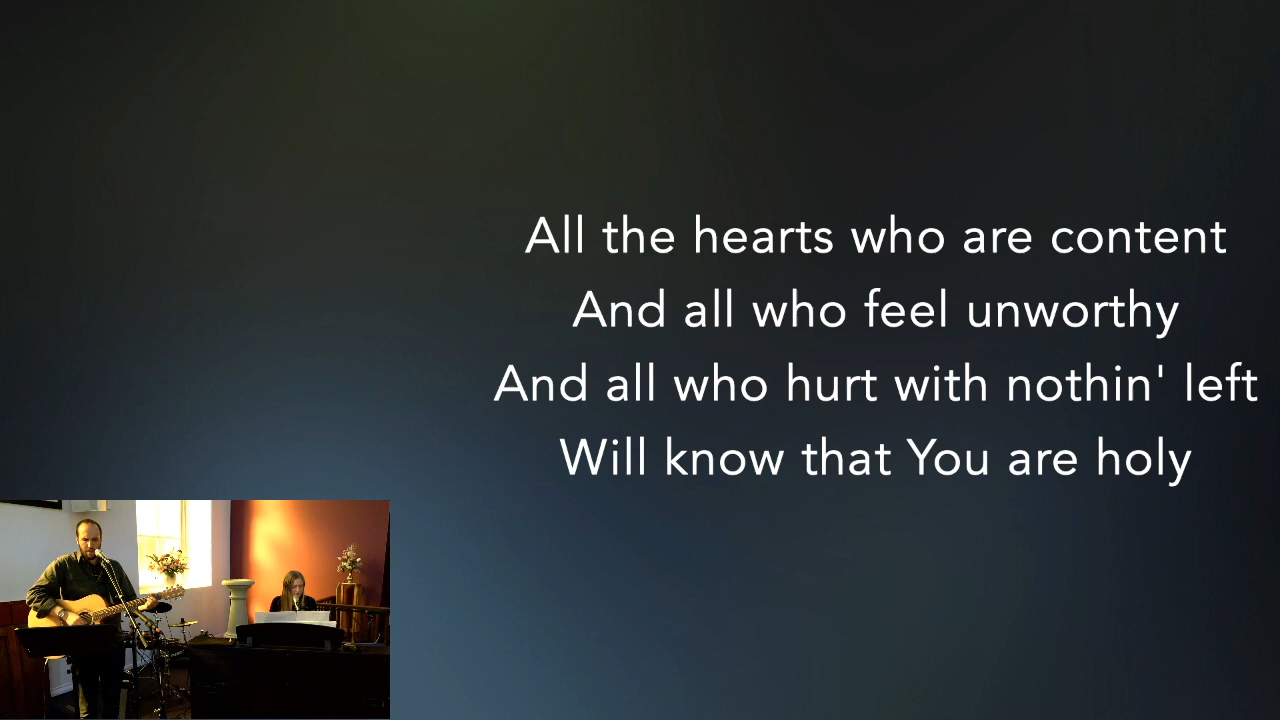 All the hearts who are content
And all who feel unworthy
And all who hurt with nothin' left
Will know that You are holy